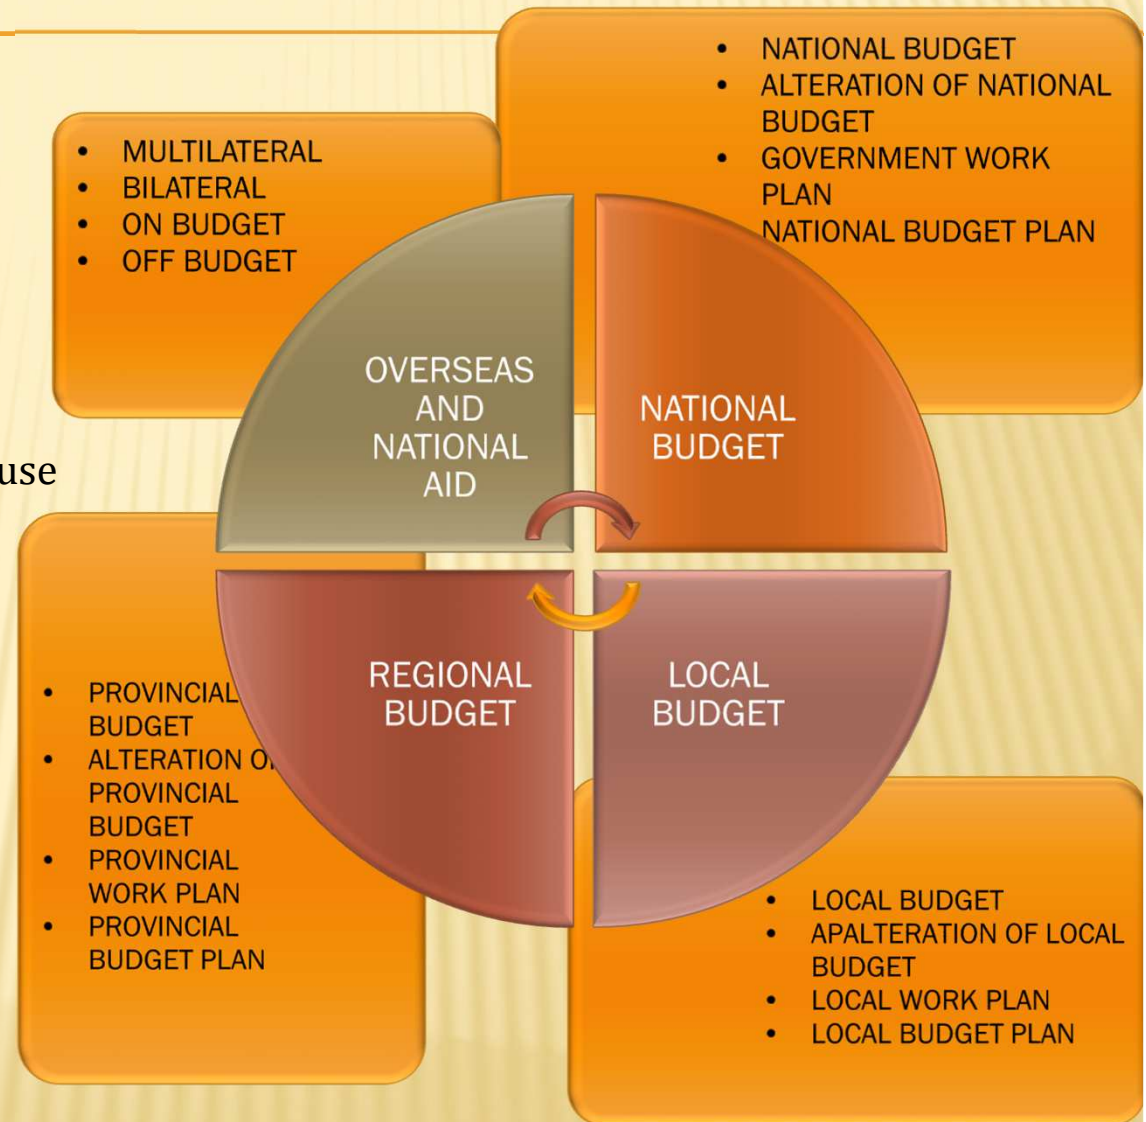 • NATIONAL BUDGET
• ALTERATION OF NATIONAL
BUDGET
• GOVERNMENT WORK
PLAN
NATIONAL BUDGET PLAN
• MULTILATERAL
• BILATERAL
• ON BUDGET
• OFF BUDGET
OVERSEAS
AND
NATIONAL
AID
NATIONAL
BUDGET
use
REGIONAL
BUDGET
LOCAL
BUDGET
• PROVINCIAL
BUDGET
• ALTERATION O
PROVINCIAL
BUDGET
• PROVINCIAL
WORK PLAN
• PROVINCIAL
BUDGET PLAN
• LOCAL BUDGET
• APALTERATION OF LOCAL
BUDGET
• LOCAL WORK PLAN
• LOCAL BUDGET PLAN